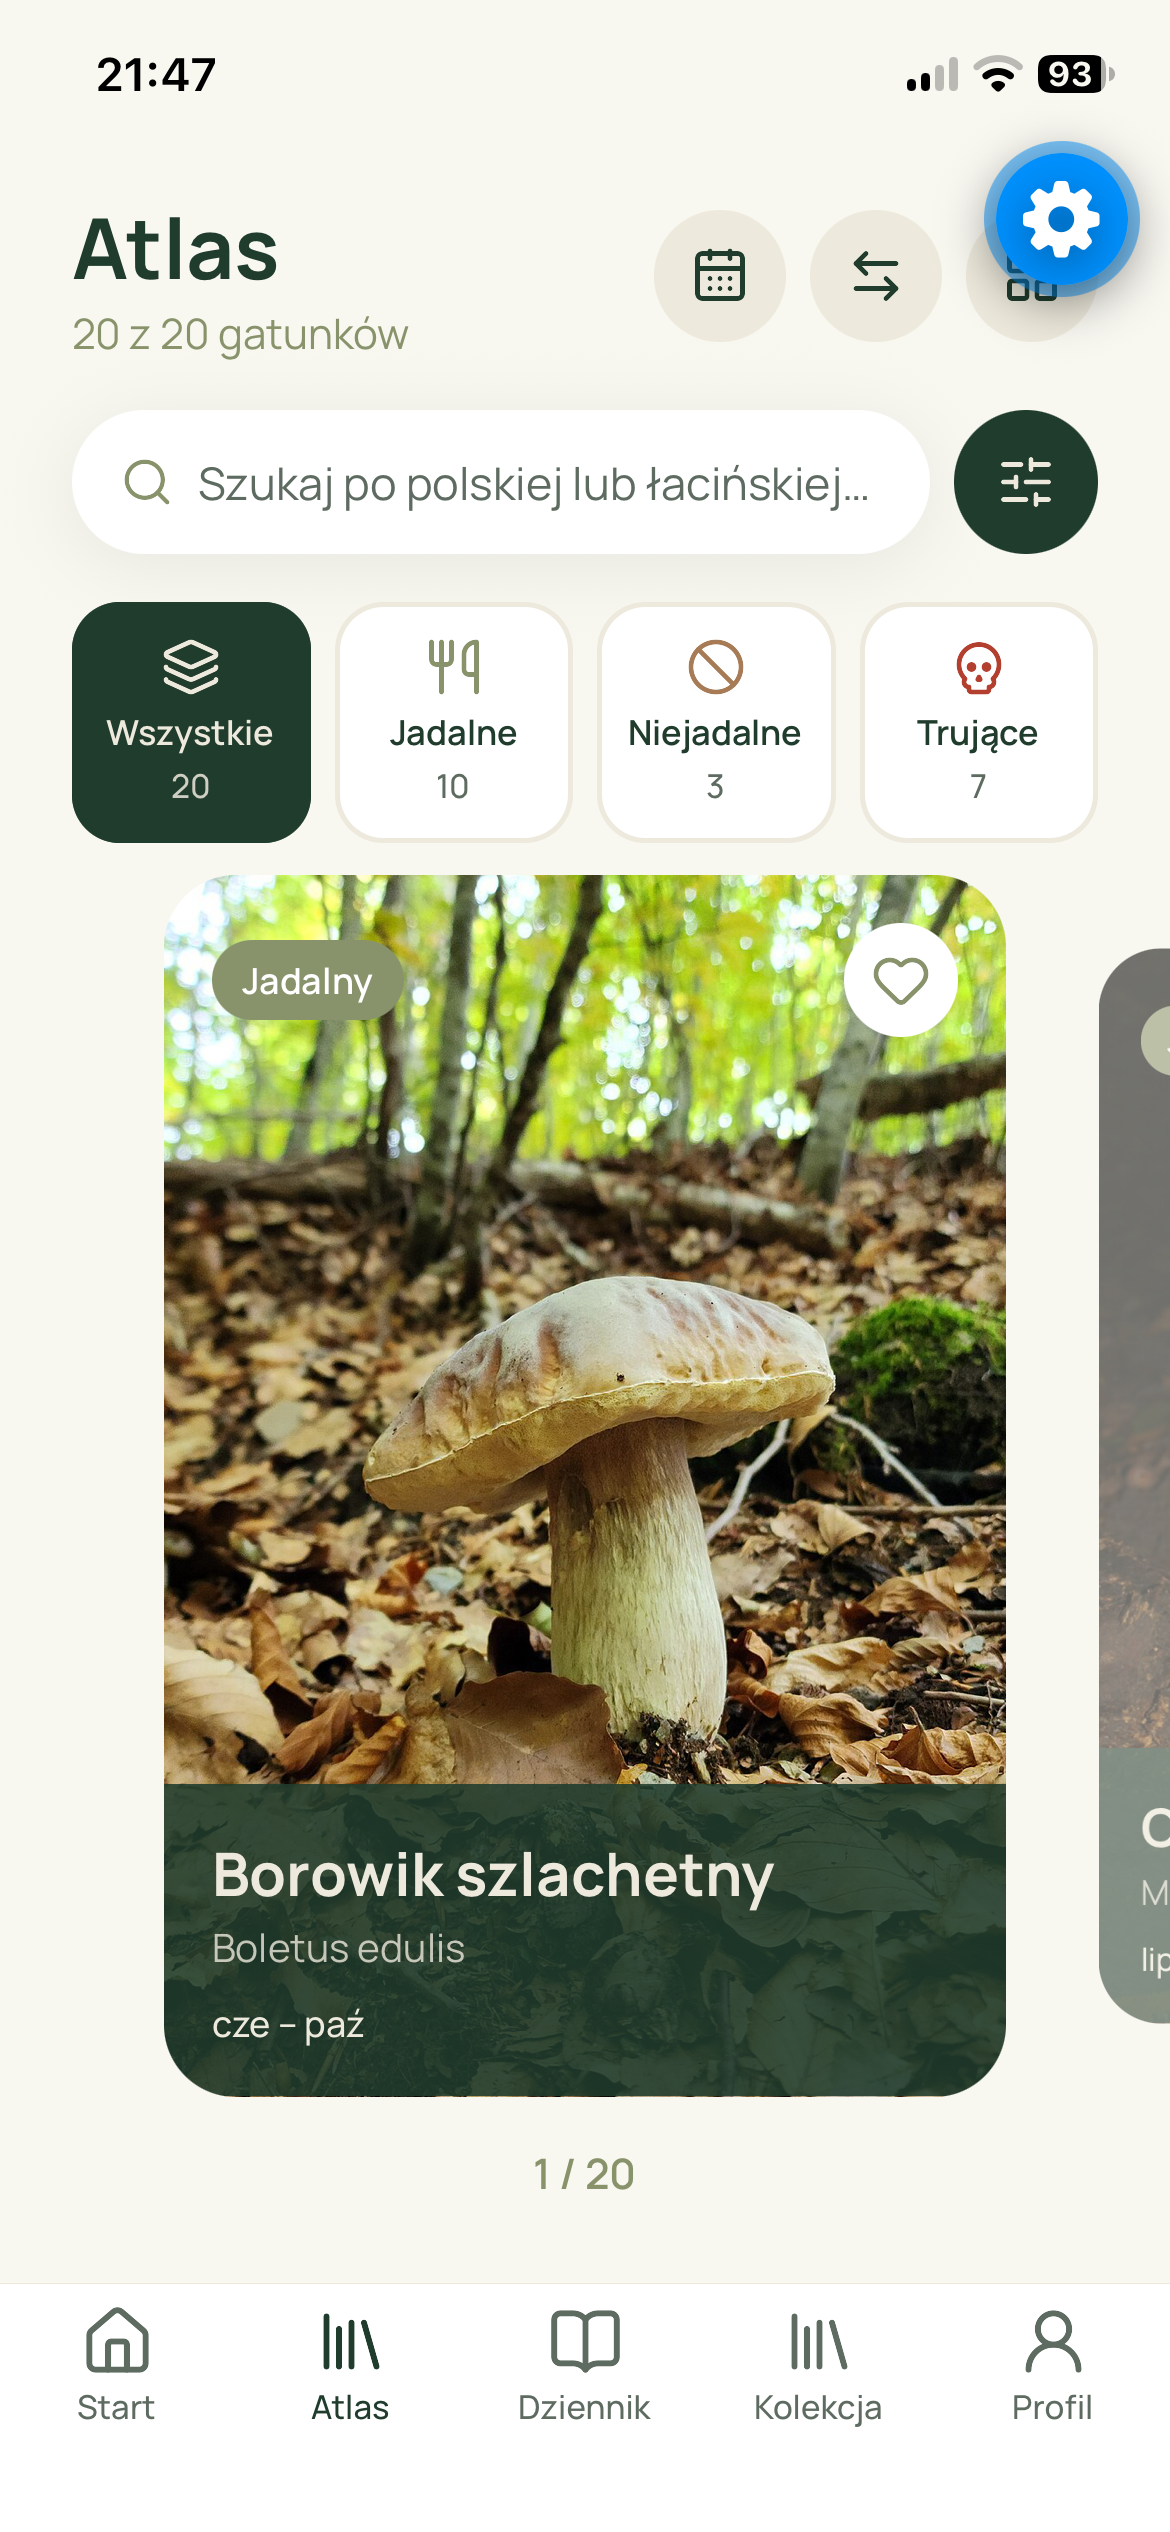 21:47
93
Atlas
20 z 20 gatunków
Szukaj po polskiej lub łacińskiej...
Wszystkie
20
Jadalne
10
Niejadalne
3
Trujące
7
Jadalny
Borowik szlachetny
Boletus edulis
cze – paź
lip
1 / 20
Start
Atlas
Dziennik
Kolekcja
Profil